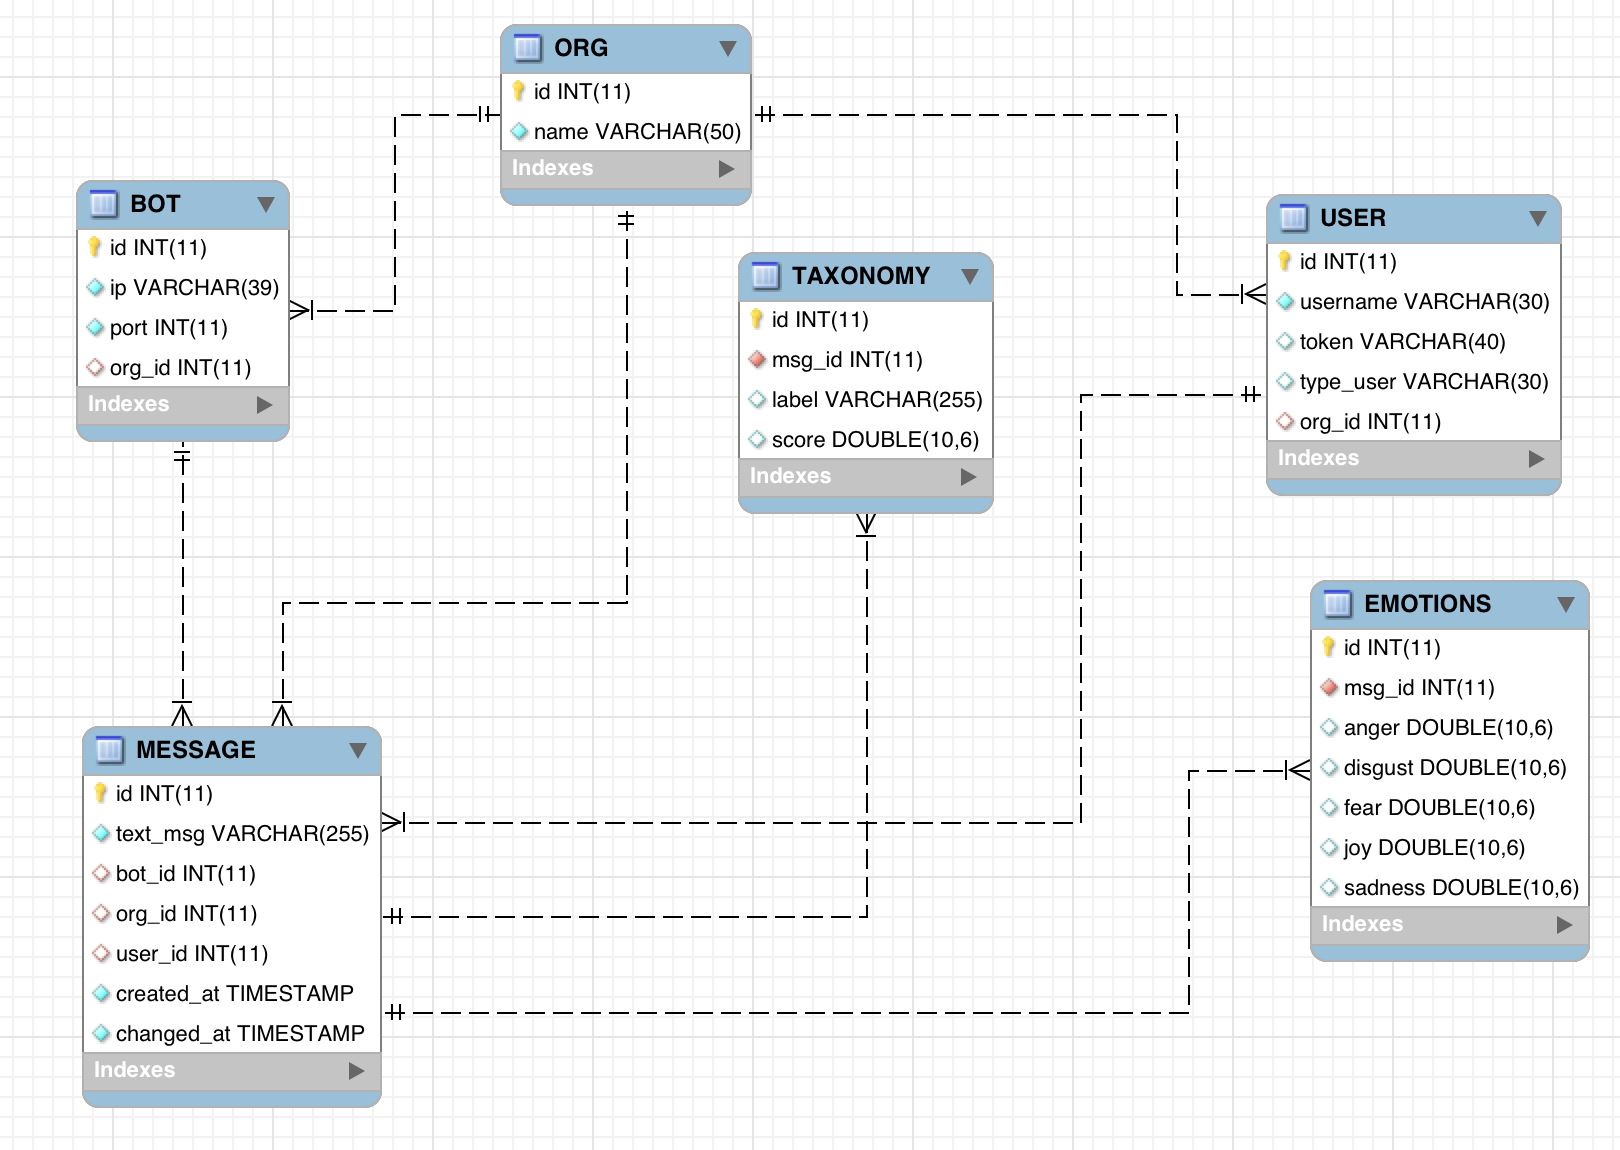 ORG
id INT(11)
name VARCHAR(50)
Indexes
BOT
id INT(11)
ip VARCHAR(39)
port INT(11)
org_id INT(11)
Indexes
TAXONOMY
id INT(11)
msg_id INT(11)
label VARCHAR(255)
score DOUBLE(10,6)
Indexes
USER
id INT(11)
username VARCHAR(30)
token VARCHAR(40)
type_user VARCHAR(30)
org_id INT(11)
Indexes
EMOTIONS
id INT(11)
msg_id INT(11)
anger DOUBLE(10,6)
disgust DOUBLE(10,6)
fear DOUBLE(10,6)
joy DOUBLE(10,6)
sadness DOUBLE(10,6)
Indexes
MESSAGE
id INT(11)
text_msg VARCHAR(255)
bot_id INT(11)
org_id INT(11)
user_id INT(11)
created_at TIMESTAMP
changed_at TIMESTAMP
Indexes